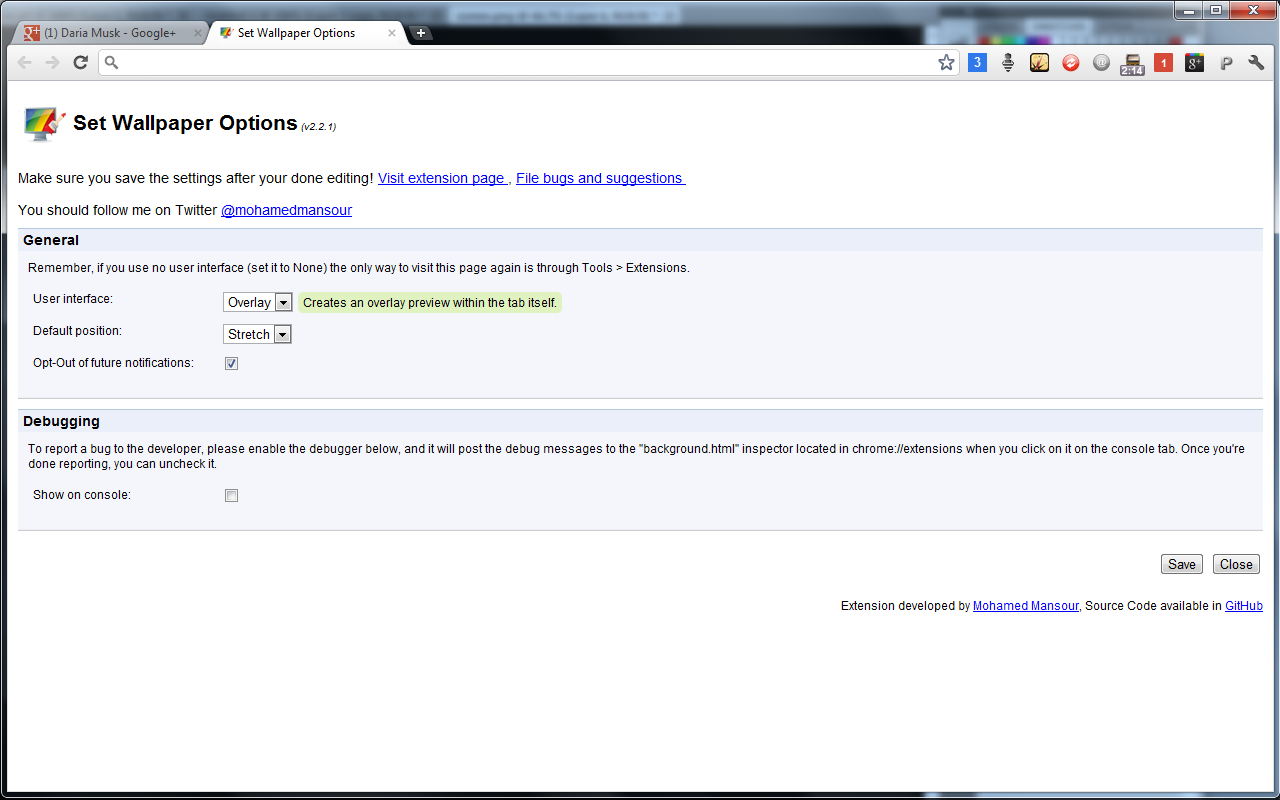 (1) Daria Musk - Google+
Set Wallpaper Options
3
2:14
1
g+
P
Set Wallpaper Options (v2.2.1)
Make sure you save the settings after your done editing! Visit extension page , File bugs and suggestions
You should follow me on Twitter @mohamedmansour
General
Remember, if you use no user interface (set it to None) the only way to visit this page again is through Tools > Extensions.
User interface: Overlay Creates an overlay preview within the tab itself.
Default position: Stretch
Opt-Out of future notifications:
Debugging
To report a bug to the developer, please enable the debugger below, and it will post the debug messages to the "background.html" inspector located in chrome://extensions when you click on it on the console tab. Once you're
done reporting, you can uncheck it.
Show on console:
Save Close
Extension developed by Mohamed Mansour, Source Code available in GitHub